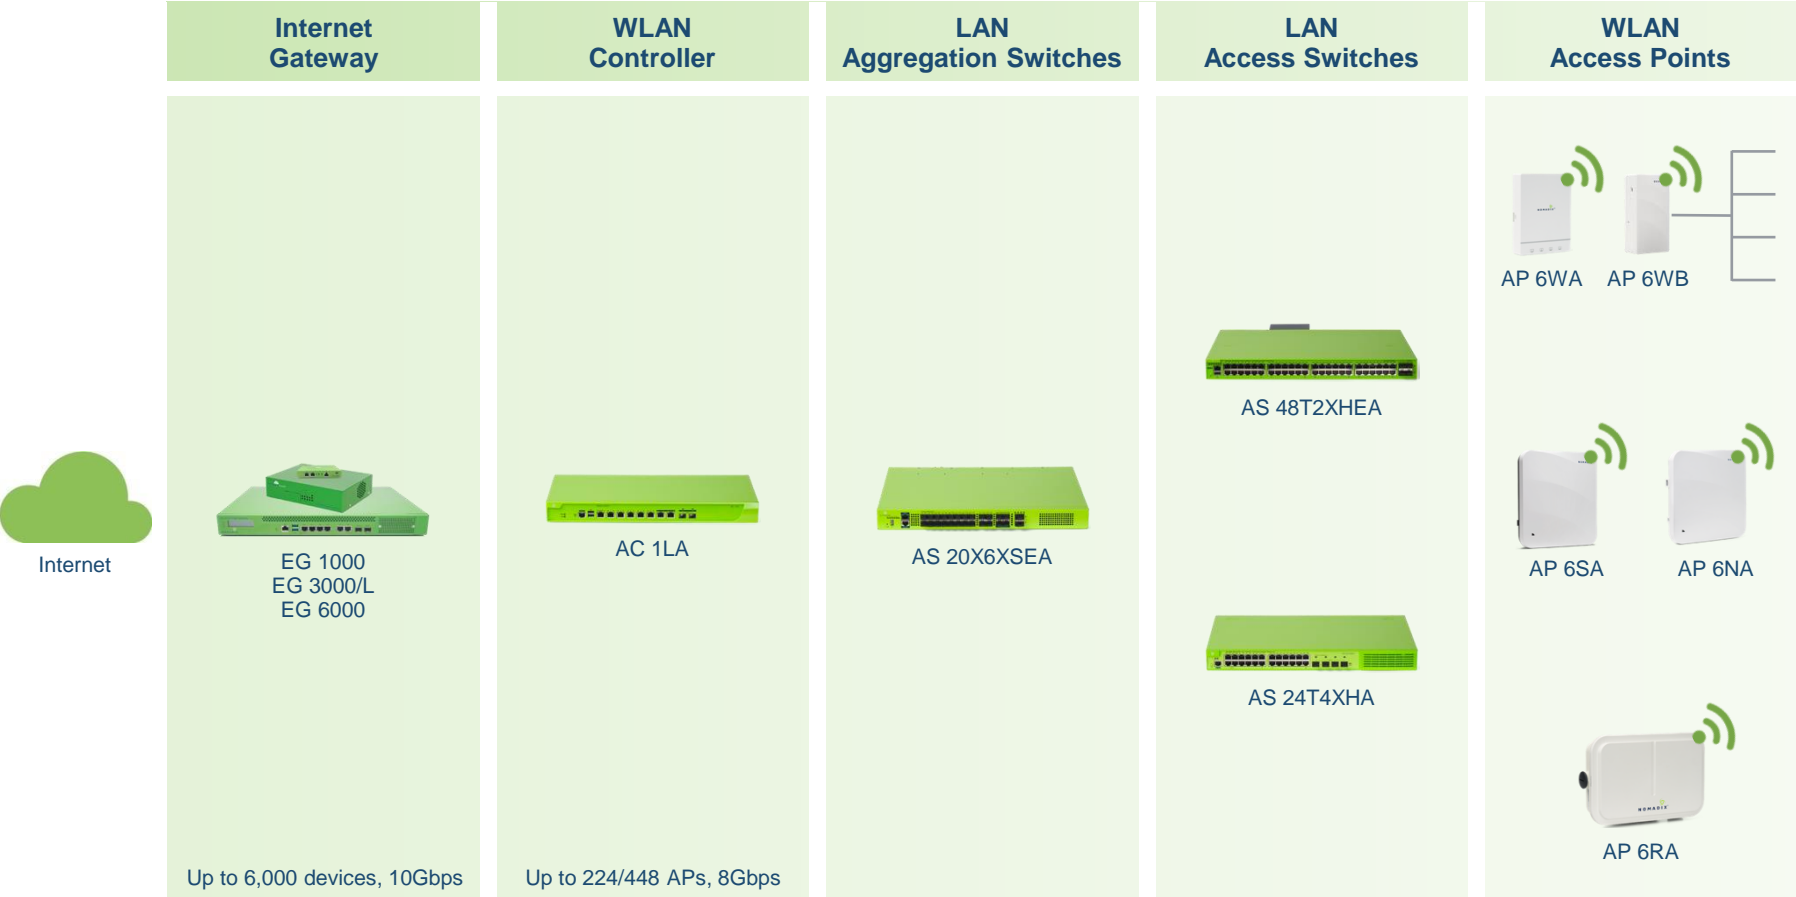 Internet
Gateway
WLAN
Controller
LAN
Aggregation Switches
LAN
Access Switches
WLAN
Access Points
Internet
EG 1000
EG 3000/L
EG 6000
Up to 6,000 devices, 10Gbps
AC 1LA
Up to 224/448 APs, 8Gbps
AS 20X6XSEA
AS 48T2XHEA
AS 24T4XHA
AP 6WA
AP 6WB
AP 6SA
AP 6NA
NOMADIX
AP 6RA